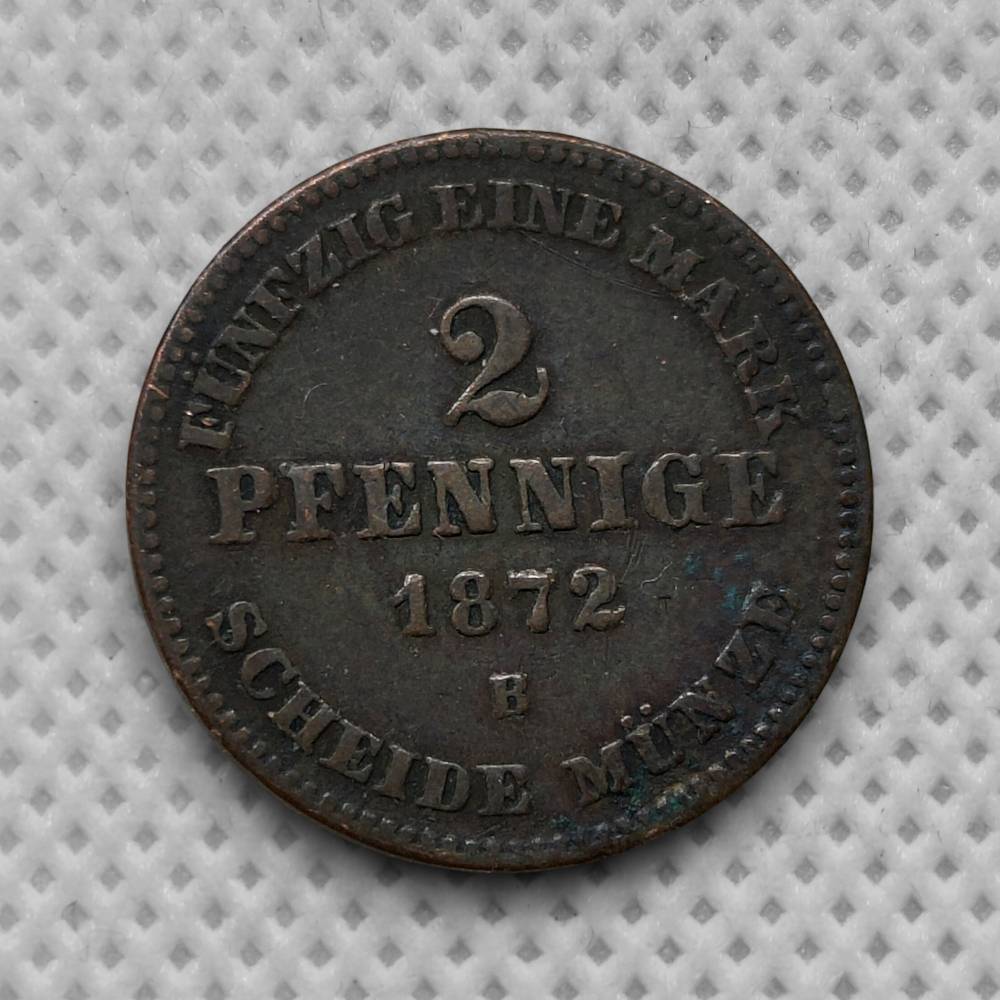 FÜNFZIG EINE MARK
2
PFENNIGE
1872
B
SCHEIDE MÜNZE